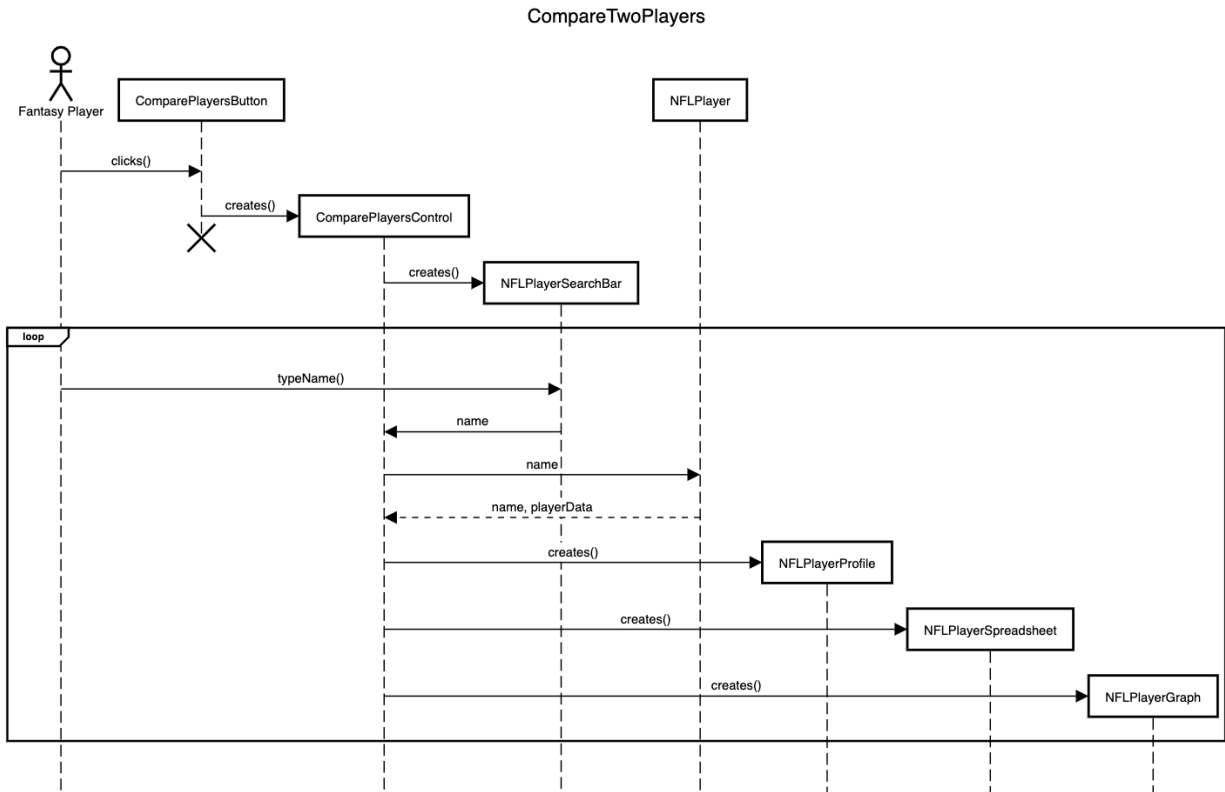 CompareTwoPlayers
Fantasy Player
ComparePlayersButton
NFLPlayer
clicks()
creates()
ComparePlayersControl
creates()
NFLPlayerSearchBar
loop
typeName()
name
name
name, playerData
creates()
NFLPlayerProfile
creates()
NFLPlayerSpreadsheet
creates()
NFLPlayerGraph